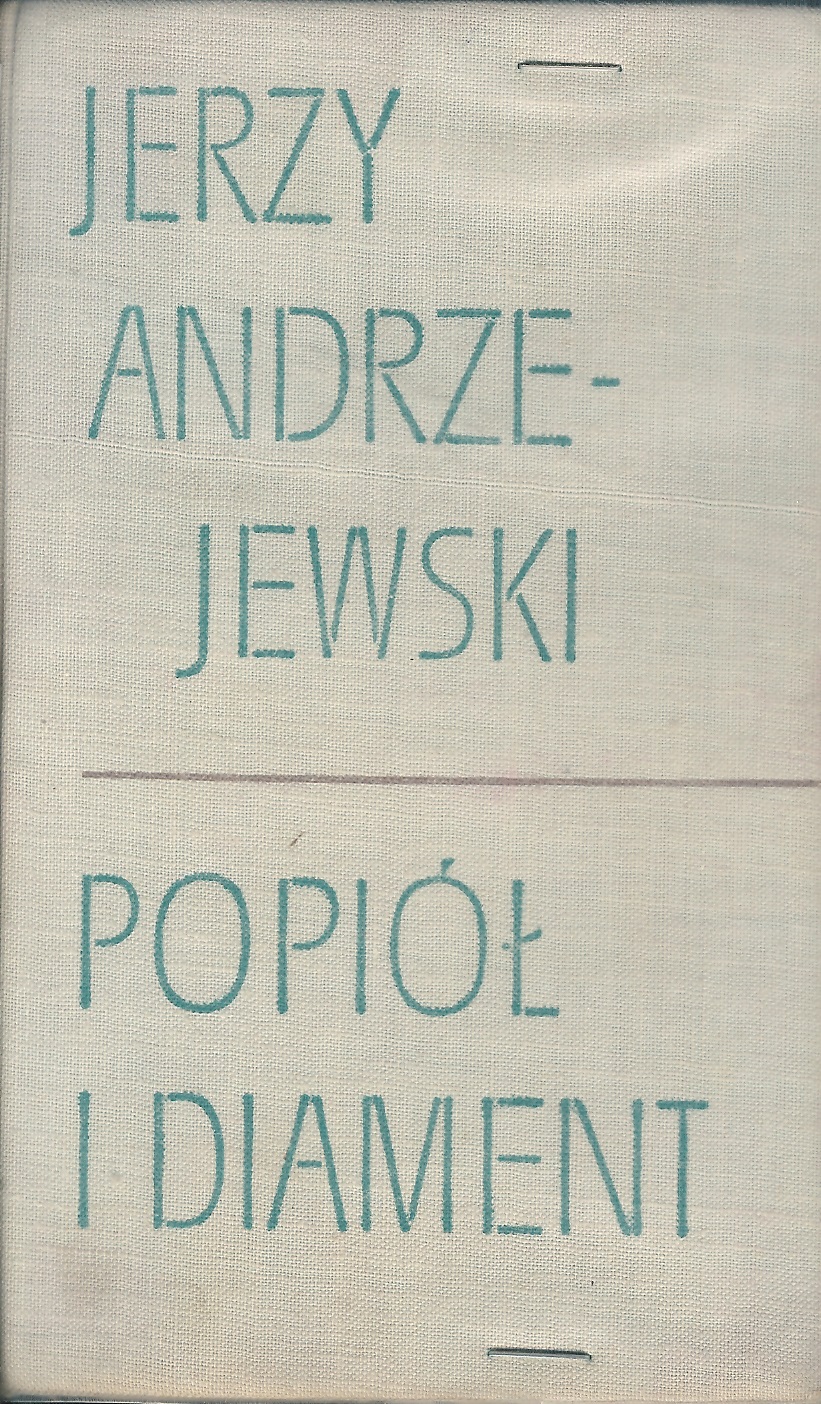 JERZY
ANDRZE-
JEWSKI
POPIÓŁ
I DIAMENT